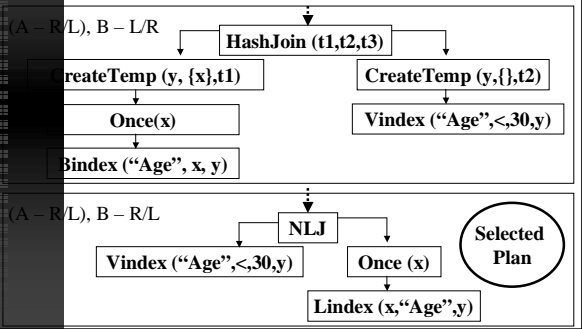 (A – R/L), B – L/R
HashJoin (t1,t2,t3)
CreateTemp (y, {x},t1)
CreateTemp (y,{},t2)
Once(x)
Vindex (“Age”,<,30,y)
Bindex (“Age”, x, y)
(A – R/L), B – R/L
NLJ
Selected
Plan
Vindex (“Age”,<,30,y)
Once (x)
Lindex (x,“Age”,y)